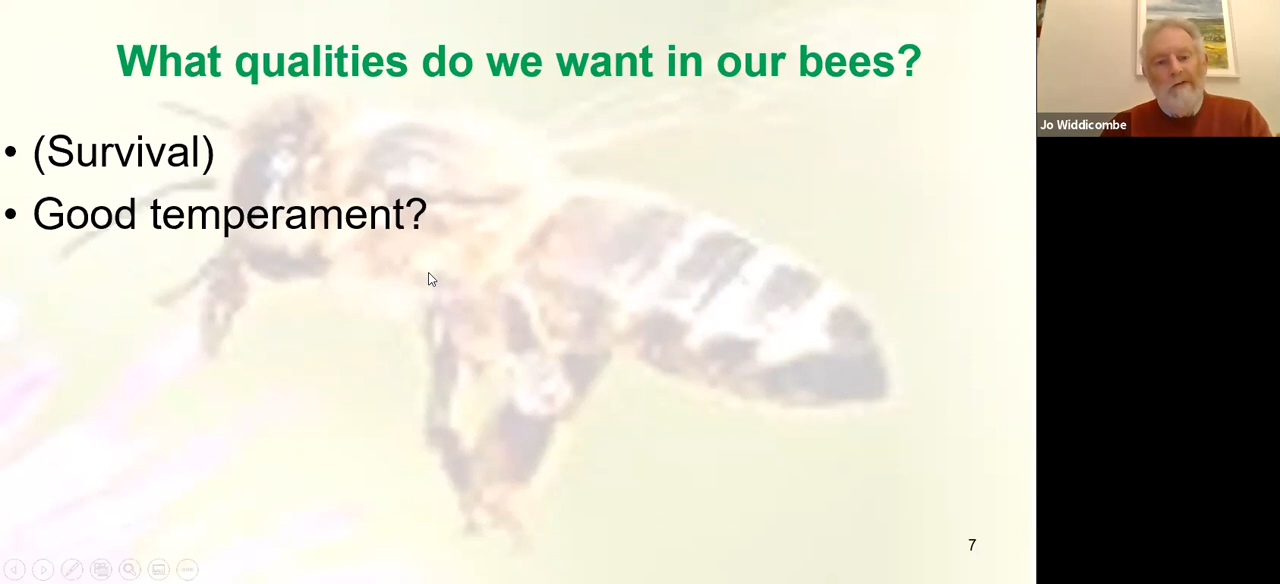 What qualities do we want in our bees?
• (Survival)
• Good temperament?
7
Jo Widdicombe